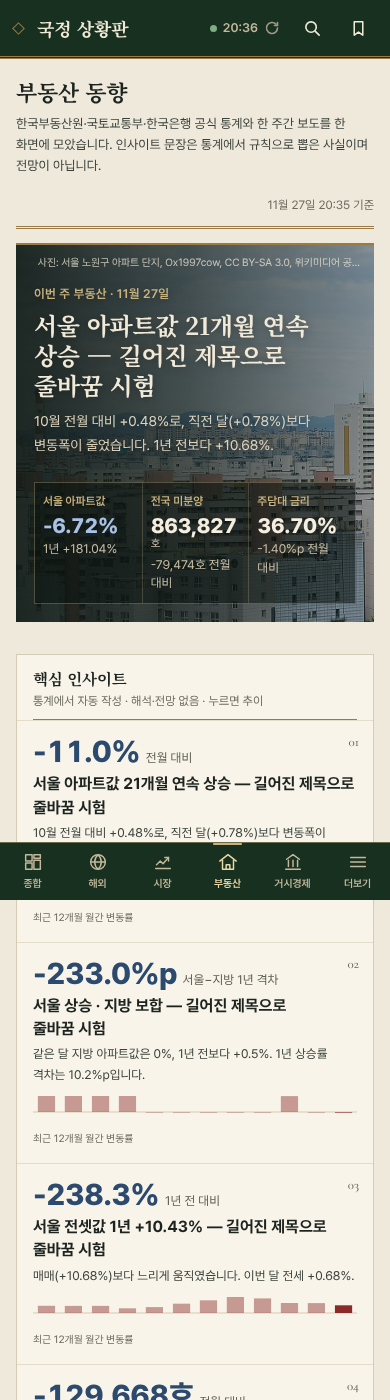 국정 상황판
20:36
부동산 동향
한국부동산원·국토교통부·한국은행 공식 통계와 한 주간 보도를 한
화면에 모았습니다. 인사이트 문장은 통계에서 규칙으로 뽑은 사실이며
전망이 아닙니다.
11월 27일 20:35 기준
사진: 서울 노원구 아파트 단지, Ox1997cow, CC BY-SA 3.0, 위키미디어 공…
이번 주 부동산 · 11월 27일
서울 아파트값 21개월 연속
상승 — 길어진 제목으로
줄바꿈 시험
10월 전월 대비 +0.48%로, 직전 달(+0.78%)보다
변동폭이 줄었습니다. 1년 전보다 +10.68%.
서울 아파트값
-6.72%
1년 +181.04%
전국 미분양
863,827
호
-79,474호 전월
대비
주담대 금리
36.70%
-1.40%p 전월
대비
핵심 인사이트
통계에서 자동 작성 · 해석·전망 없음 · 누르면 추이
-11.0% 전월 대비
01
서울 아파트값 21개월 연속 상승 — 길어진 제목으로
줄바꿈 시험
10월 전월 대비 +0.48%로, 직전 달(+0.78%)보다 변동폭이
종합
해외
시장
부동산
거시경제
더보기
최근 12개월 월간 변동률
-233.0%p 서울−지방 1년 격차
02
서울 상승 · 지방 보합 — 길어진 제목으로
줄바꿈 시험
같은 달 지방 아파트값은 0%, 1년 전보다 +0.5%. 1년 상승률
격차는 10.2%p입니다.
최근 12개월 월간 변동률
-238.3% 1년 전 대비
03
서울 전셋값 1년 +10.43% — 길어진 제목으로
줄바꿈 시험
매매(+10.68%)보다 느리게 움직였습니다. 이번 달 전세 +0.68%.
최근 12개월 월간 변동률
-129,668호 전월 대비
04